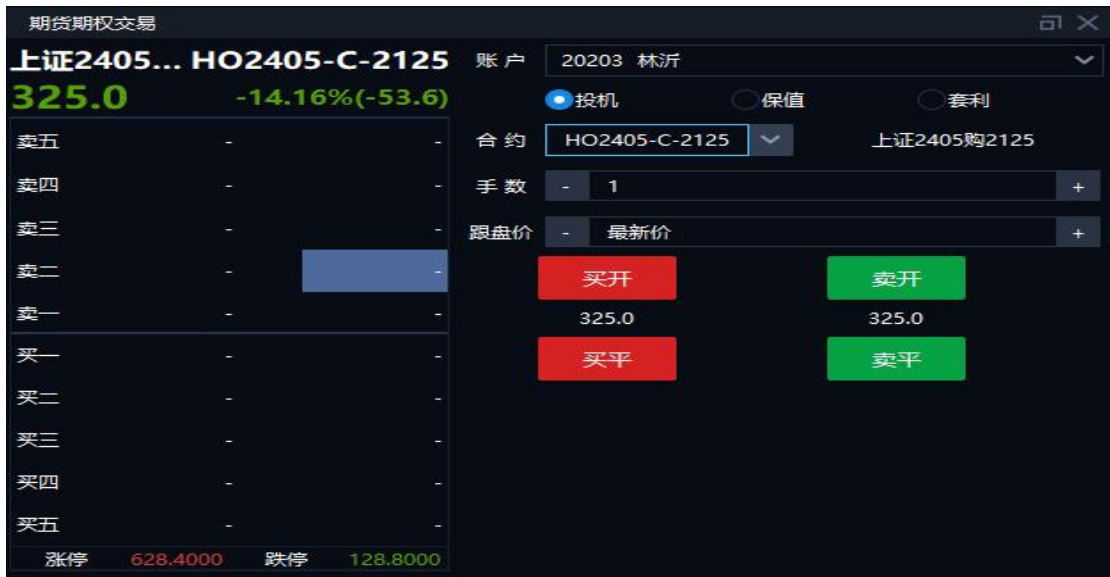 期货期权交易
上证2405... HO2405-C-2125
325.0 -14.16%(-53.6)
卖五 - -
卖四 - -
卖三 - -
卖二 - -
卖一 - -
买一 - -
买二 - -
买三 - -
买四 - -
买五 - -
涨停 628.4000 跌停 128.8000
账户 20203 林沂
投机 保值 套利
合约 HO2405-C-2125 上证2405购2125
手数 - 1 +
跟盘价 - 最新价 +
买开 卖开
325.0 325.0
买平 卖平